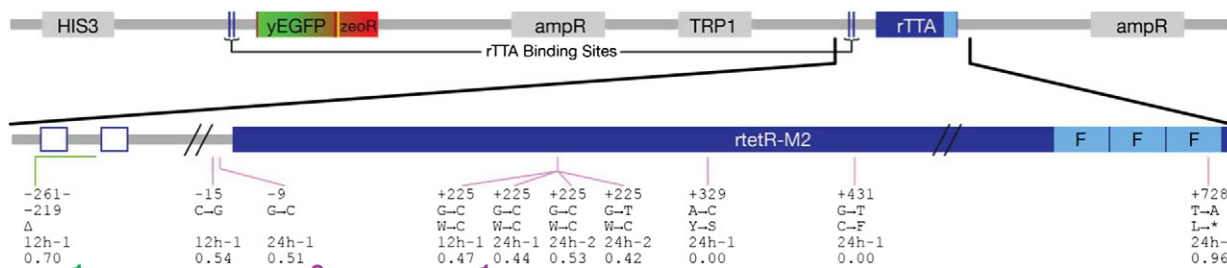 HIS3 yEGFP zeoR ampR TRP1 rTTA ampR
rTTA Binding Sites
rtetR-M2 F F F
-261- -15 -9 +225 +225 +225 +225 +329 +431 +728
-219 C→G G→C G→C G→C G→C G→T A→C G→T T→A
Δ W→C W→C W→C W→C Y→S C→F L→*
12h-1 12h-1 24h-1 12h-1 24h-1 24h-2 24h-2 24h-1 24h-1 24h-
0.70 0.54 0.51 0.47 0.44 0.53 0.42 0.00 0.00 0.96